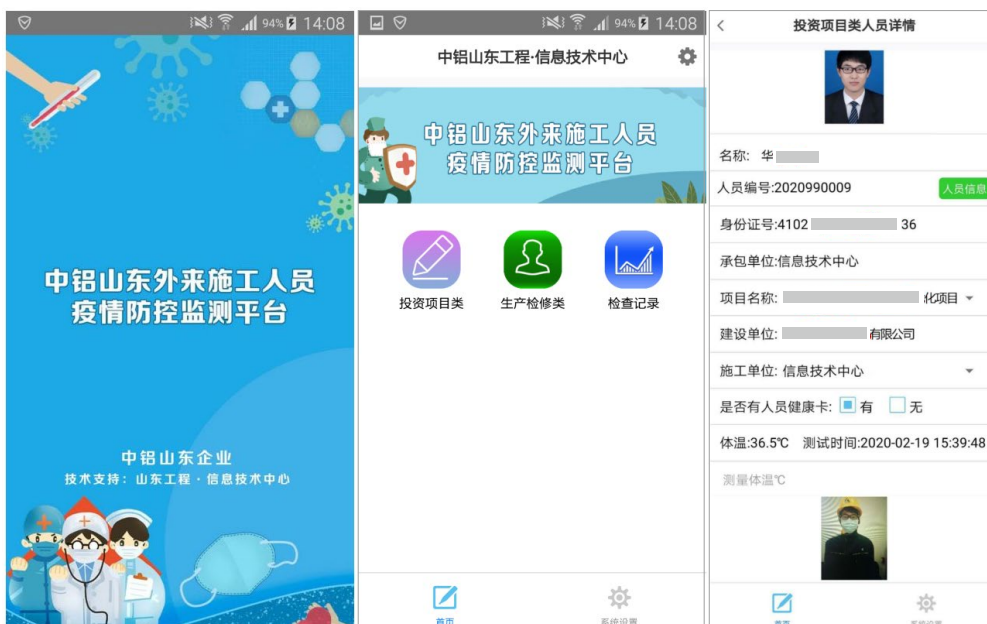 94% 14:08
中铝山东外来施工人员
疫情防控监测平台
中铝山东企业
技术支持：山东工程·信息技术中心
94% 14:08
中铝山东工程·信息技术中心
中铝山东外来施工人员
疫情防控监测平台
投资项目类
生产检修类
检查记录
首页
系统设置
投资项目类人员详情
名称: 华
人员编号:2020990009
人员信息
身份证号:4102 36
承包单位:信息技术中心
项目名称: 化项目
建设单位: 有限公司
施工单位: 信息技术中心
是否有人员健康卡: 有 无
体温:36.5℃ 测试时间:2020-02-19 15:39:48
测量体温℃
首页
系统设置